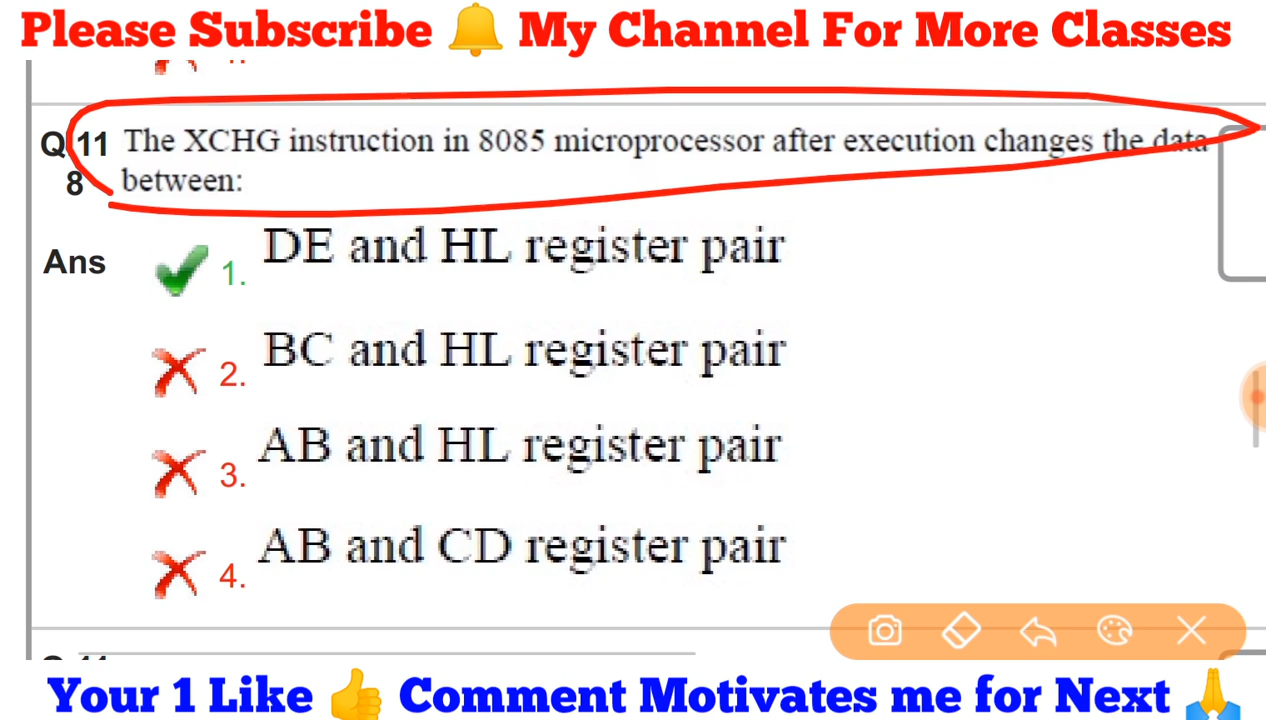 Please Subscribe 🔔 My Channel For More Classes
Q.11 The XCHG instruction in 8085 microprocessor after execution changes the data
8 between:
Ans 1. DE and HL register pair
2. BC and HL register pair
3. AB and HL register pair
4. AB and CD register pair
Your 1 Like 👍 Comment Motivates me for Next 🙏